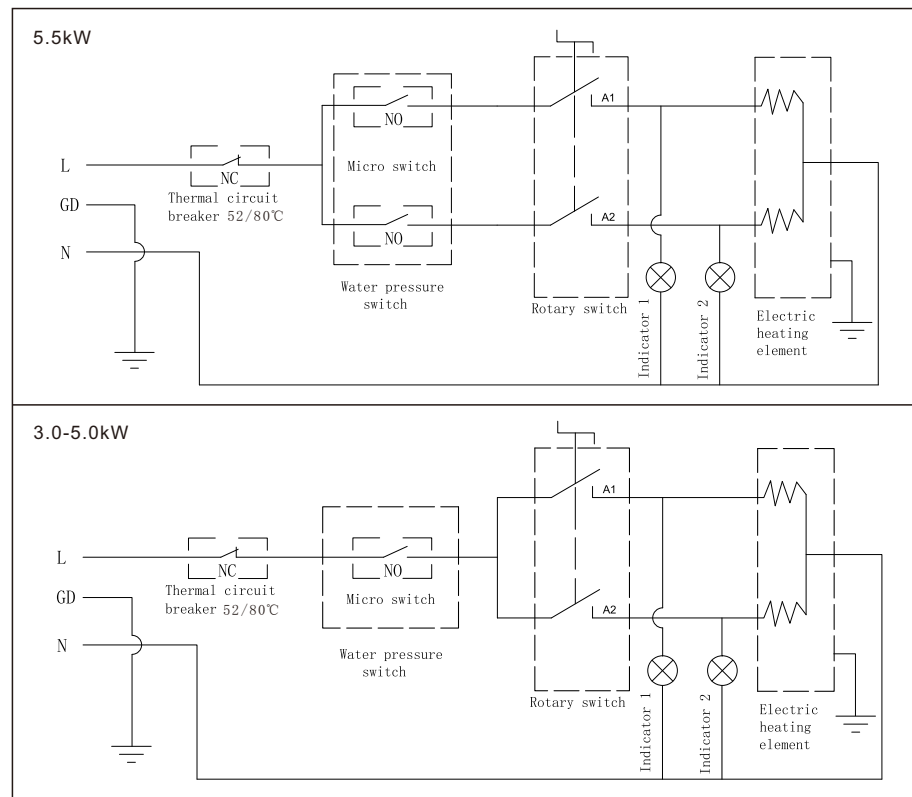 5.5kW
A1
NO
L
Micro switch
NC
Thermal circuit
breaker 52/80℃
GD
A2
NO
N
Water pressure
switch
Rotary switch
Indicator 1
Indicator 2
Electric
heating
element
3.0-5.0kW
A1
L
NC
NO
Thermal circuit
breaker 52/80℃
Micro switch
GD
A2
N
Water pressure
switch
Rotary switch
Indicator 1
Indicator 2
Electric
heating
element